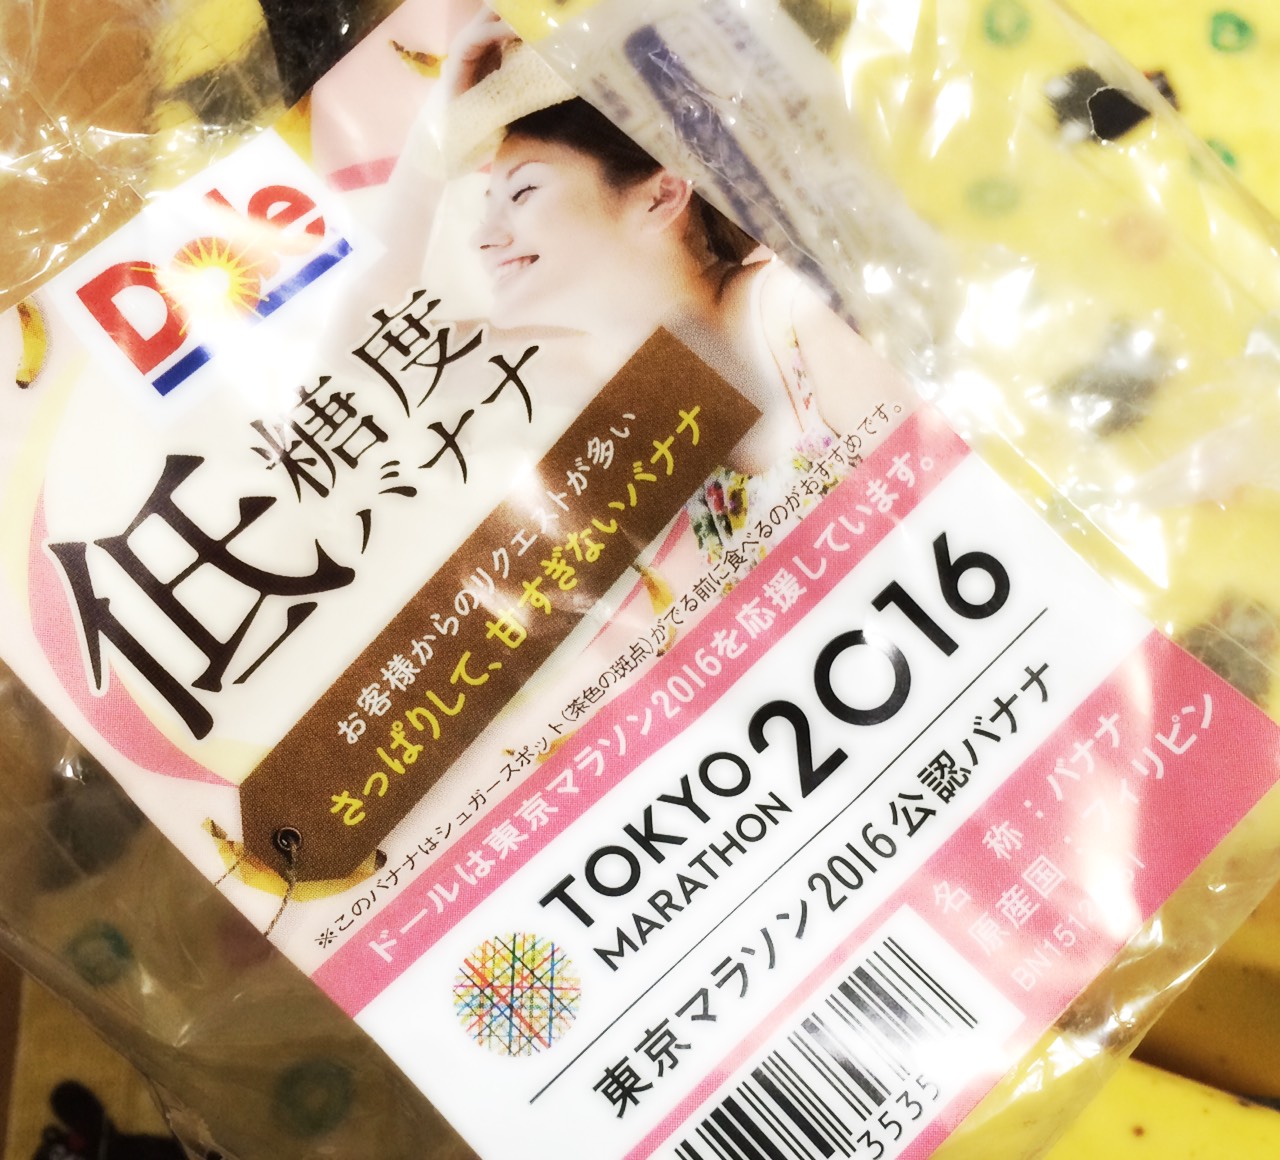 Dole
低糖度
バナナ
お客様からのリクエストが多い
さっぱりして、甘すぎないバナナ
※このバナナはシュガースポット(茶色の斑点)がでる前に食べるのがおすすめです。
ドールは東京マラソン2016を応援しています。
TOKYO
MARATHON
2016
東京マラソン2016公認バナナ
名　称：バナナ
原産国：フィリピン
3535